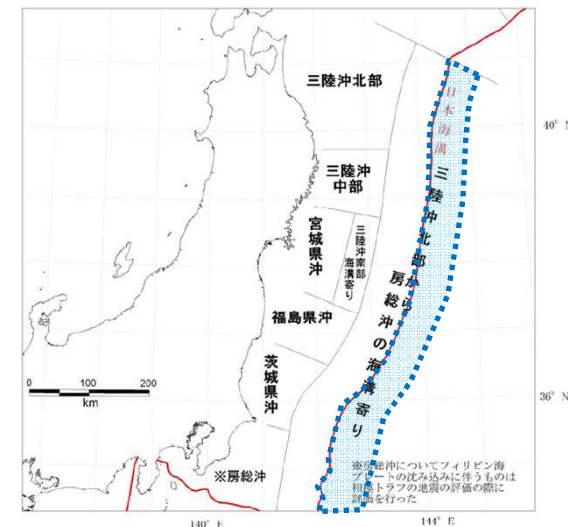 三陸沖北部
日本海溝
40° N
三陸沖
中部
三陸沖北部から
房総沖の海溝寄り
宮城県沖
三陸沖南部
海溝寄り
福島県沖
茨城県沖
0 100 200
km
36° N
※房総沖
※房総沖についてフィリピン海
プレートの沈み込みに伴うものは
相模トラフの地震の評価の際に
評価を行った
140° E
144° E